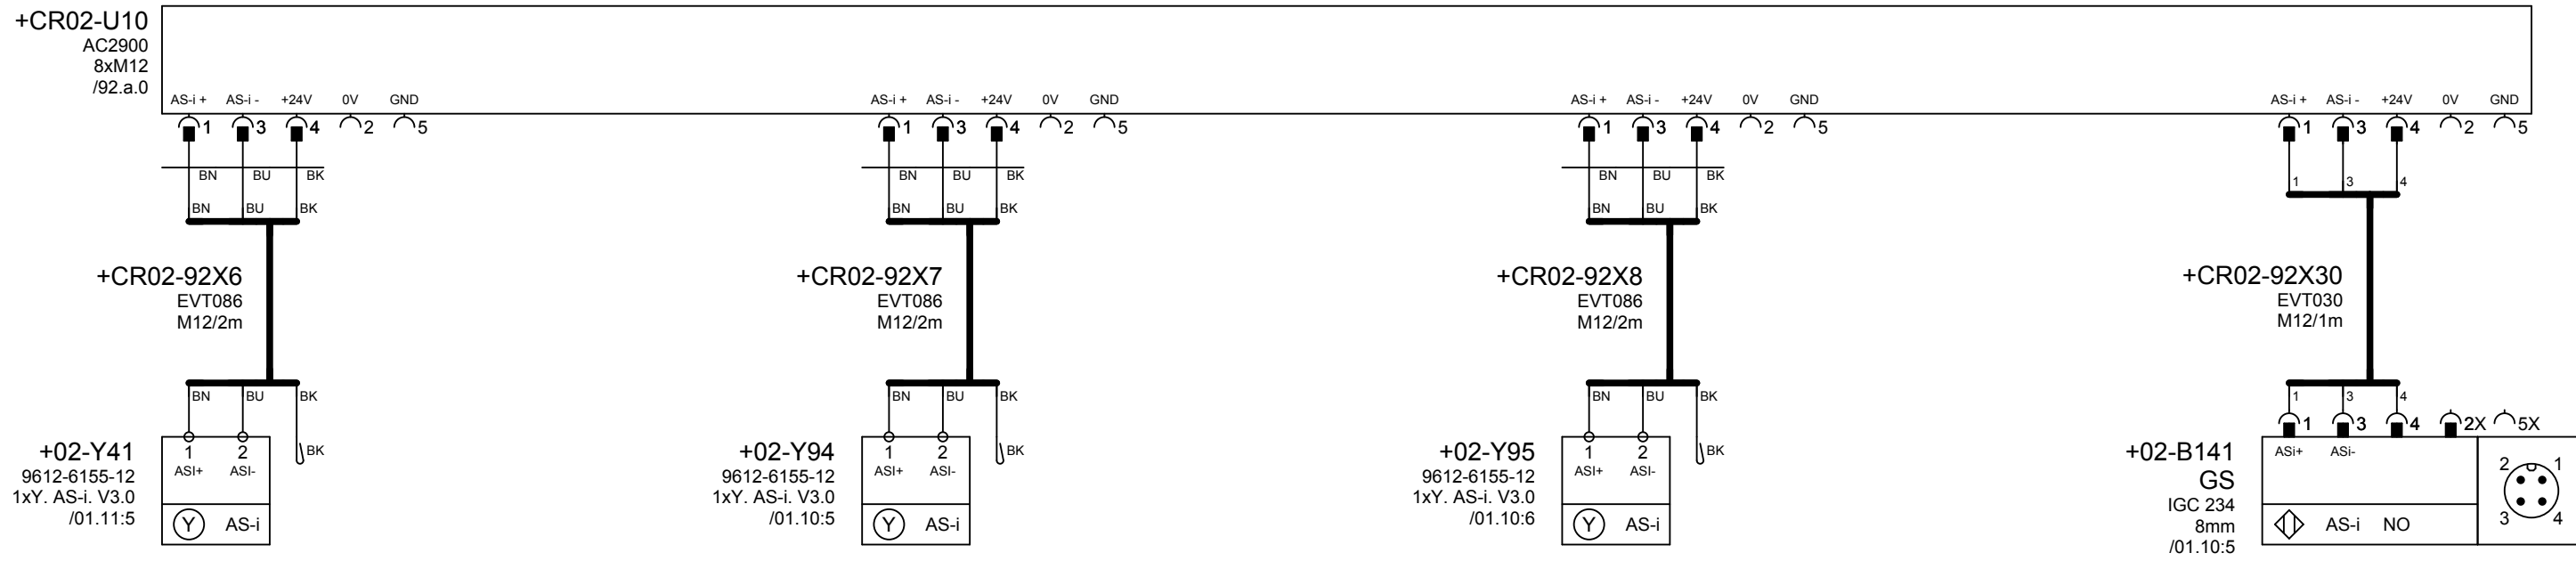 +CR02-U10
AC2900
8xM12
/92.a.0
AS-i + AS-i - +24V 0V GND
1 3 4 2 5
AS-i + AS-i - +24V 0V GND
1 3 4 2 5
AS-i + AS-i - +24V 0V GND
1 3 4 2 5
AS-i + AS-i - +24V 0V GND
1 3 4 2 5
BN BU BK
BN BU BK
+CR02-92X6
EVT086
M12/2m
BN BU BK
BK
+02-Y41
9612-6155-12
1xY. AS-i. V3.0
/01.11:5
1 2
ASI+ ASI-
Y AS-i
BN BU BK
BN BU BK
+CR02-92X7
EVT086
M12/2m
BN BU BK
BK
+02-Y94
9612-6155-12
1xY. AS-i. V3.0
/01.10:5
1 2
ASI+ ASI-
Y AS-i
BN BU BK
BN BU BK
+CR02-92X8
EVT086
M12/2m
BN BU BK
BK
+02-Y95
9612-6155-12
1xY. AS-i. V3.0
/01.10:6
1 2
ASI+ ASI-
Y AS-i
1 3 4
+CR02-92X30
EVT030
M12/1m
1 3 4
1 3 4 2X 5X
+02-B141
GS
IGC 234
8mm
/01.10:5
ASi+ ASi-
AS-i NO
2 1
3 4